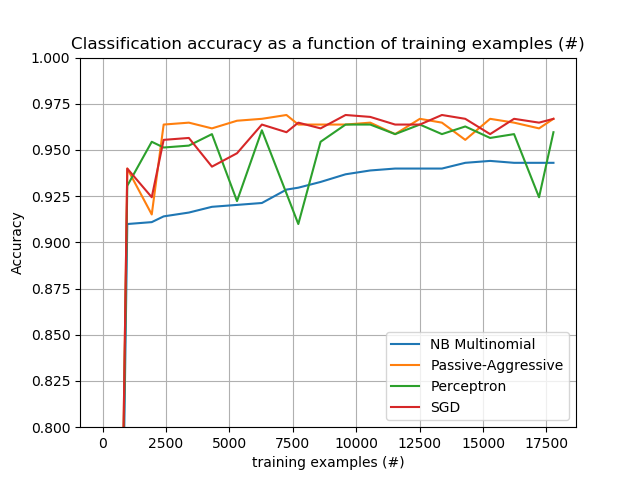 Classification accuracy as a function of training examples (#)
1.000
0.975
0.950
0.925
0.900
0.875
0.850
0.825
0.800
Accuracy
NB Multinomial
Passive-Aggressive
Perceptron
SGD
0 2500 5000 7500 10000 12500 15000 17500
training examples (#)